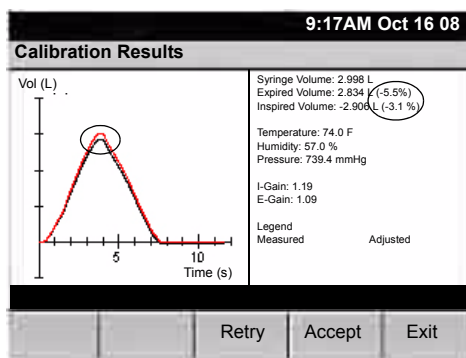 9:17AM Oct 16 08
Calibration Results
Vol (L)
5
10
Time (s)
Syringe Volume: 2.998 L
Expired Volume: 2.834 L (-5.5%)
Inspired Volume: -2.906 L (-3.1 %)
Temperature: 74.0 F
Humidity: 57.0 %
Pressure: 739.4 mmHg
I-Gain: 1.19
E-Gain: 1.09
Legend
Measured Adjusted
Retry Accept Exit